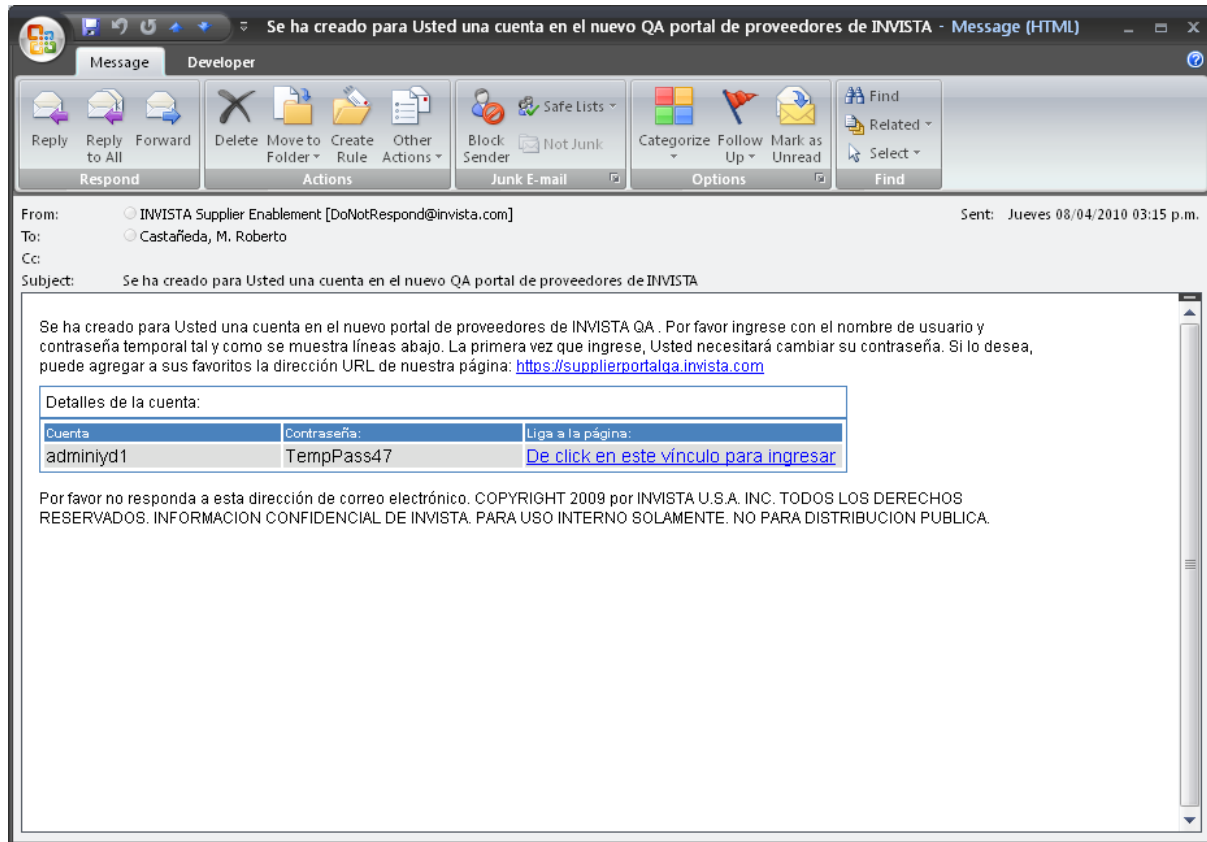 Se ha creado para Usted una cuenta en el nuevo QA portal de proveedores de INVISTA - Message (HTML)
Message Developer
Reply Reply to All Forward
Respond
Delete Move to Folder Create Rule Other Actions
Actions
Block Sender Safe Lists Not Junk
Junk E-mail
Categorize Follow Up Mark as Unread
Options
Find
Related
Select
Find
From: INVISTA Supplier Enablement [DoNotRespond@invista.com] Sent: Jueves 08/04/2010 03:15 p.m.
To: Castañeda, M. Roberto
Cc:
Subject: Se ha creado para Usted una cuenta en el nuevo QA portal de proveedores de INVISTA
Se ha creado para Usted una cuenta en el nuevo portal de proveedores de INVISTA QA . Por favor ingrese con el nombre de usuario y
contraseña temporal tal y como se muestra líneas abajo. La primera vez que ingrese, Usted necesitará cambiar su contraseña. Si lo desea,
puede agregar a sus favoritos la dirección URL de nuestra página: https://supplierportalqa.invista.com
Detalles de la cuenta:
Cuenta Contraseña: Liga a la página:
adminiyd1 TempPass47 De click en este vínculo para ingresar
Por favor no responda a esta dirección de correo electrónico. COPYRIGHT 2009 por INVISTA U.S.A. INC. TODOS LOS DERECHOS
RESERVADOS. INFORMACION CONFIDENCIAL DE INVISTA. PARA USO INTERNO SOLAMENTE. NO PARA DISTRIBUCION PUBLICA.